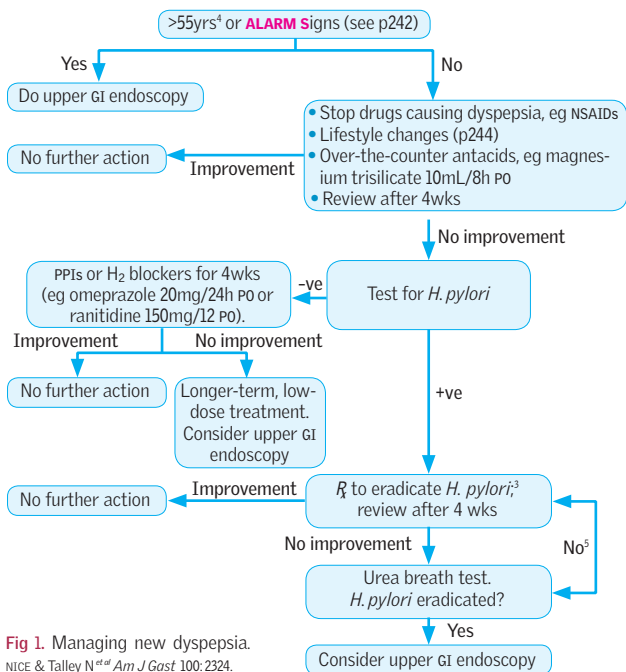 >55yrs⁴ or ALARM Signs (see p242)
Yes
No
Do upper GI endoscopy
• Stop drugs causing dyspepsia, eg NSAIDs
• Lifestyle changes (p244)
• Over-the-counter antacids, eg magnes-
ium trisilicate 10mL/8h PO
• Review after 4wks
Improvement
No further action
No improvement
Test for H. pylori
–ve
PPIs or H₂ blockers for 4wks
(eg omeprazole 20mg/24h PO or
ranitidine 150mg/12 PO).
Improvement
No improvement
No further action
Longer-term, low-
dose treatment.
Consider upper GI
endoscopy
+ve
℞ to eradicate H. pylori;³
review after 4 wks
Improvement
No further action
No improvement
No⁵
Urea breath test.
H. pylori eradicated?
Yes
Consider upper GI endoscopy
Fig 1. Managing new dyspepsia.
NICE & Talley N et al Am J Gast 100; 2324.